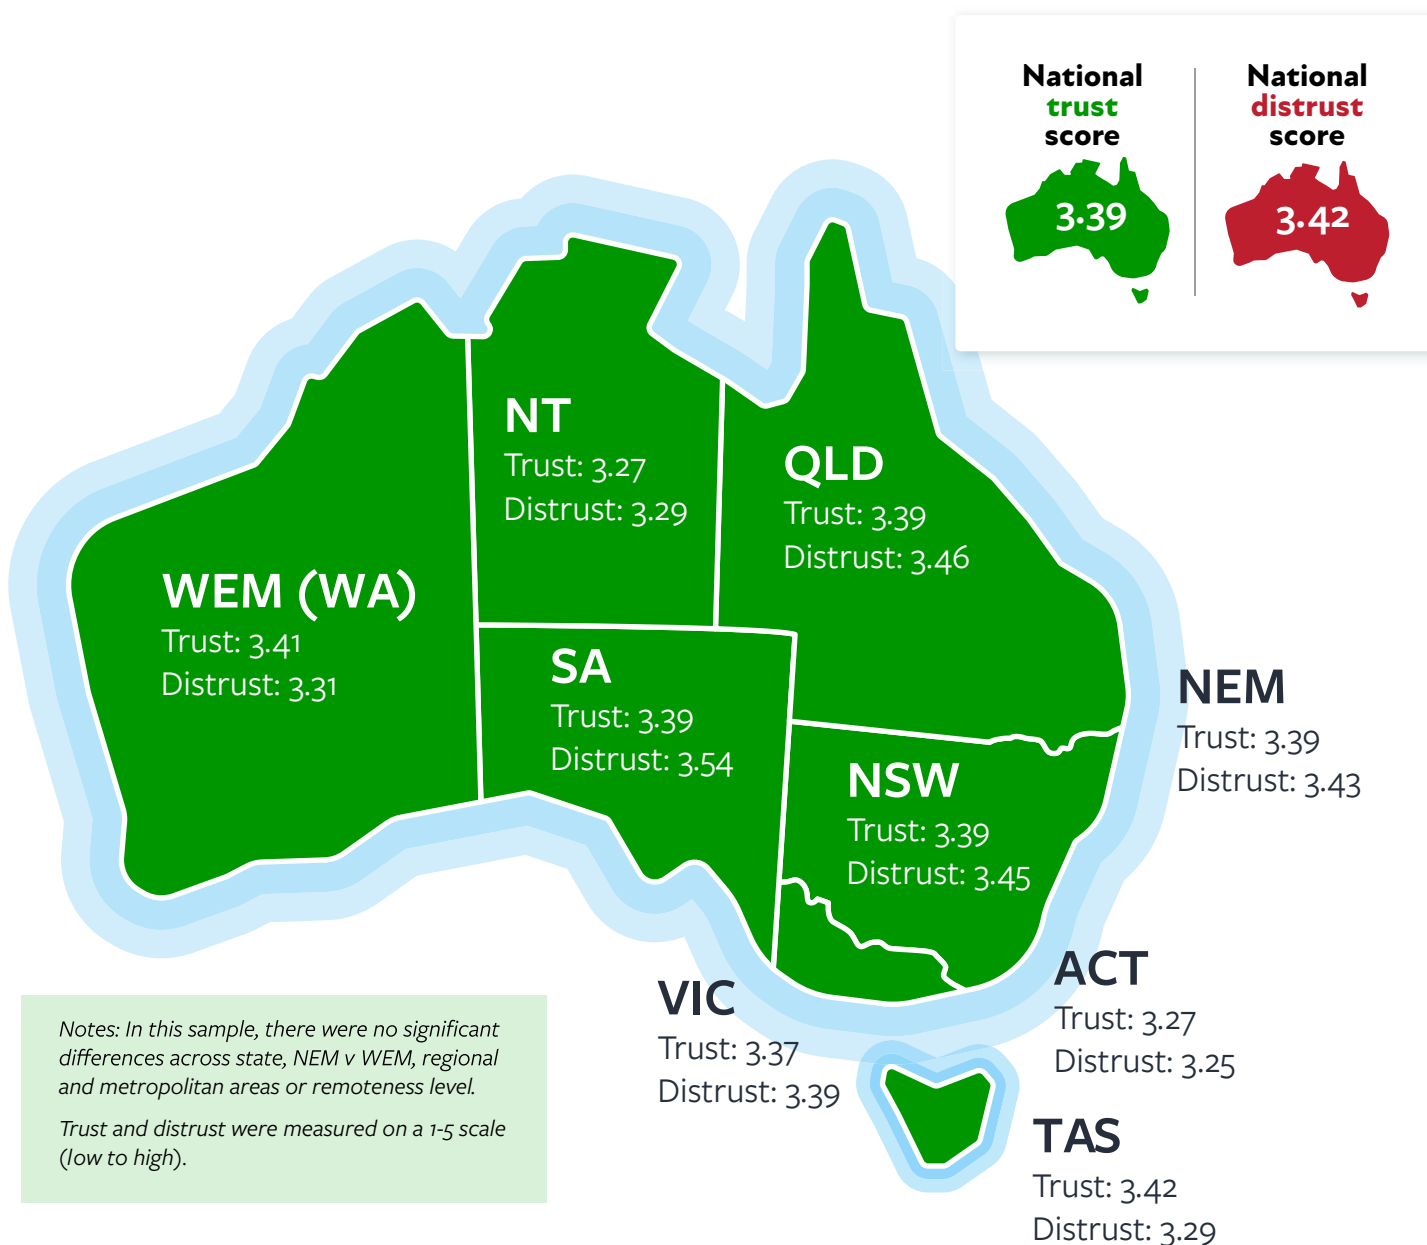 National
trust
score
3.39
National
distrust
score
3.42
NT
Trust: 3.27
Distrust: 3.29
QLD
Trust: 3.39
Distrust: 3.46
WEM (WA)
Trust: 3.41
Distrust: 3.31
SA
Trust: 3.39
Distrust: 3.54
NEM
Trust: 3.39
Distrust: 3.43
NSW
Trust: 3.39
Distrust: 3.45
ACT
Trust: 3.27
Distrust: 3.25
VIC
Trust: 3.37
Distrust: 3.39
TAS
Trust: 3.42
Distrust: 3.29
Notes: In this sample, there were no significant
differences across state, NEM v WEM, regional
and metropolitan areas or remoteness level.
Trust and distrust were measured on a 1-5 scale
(low to high).